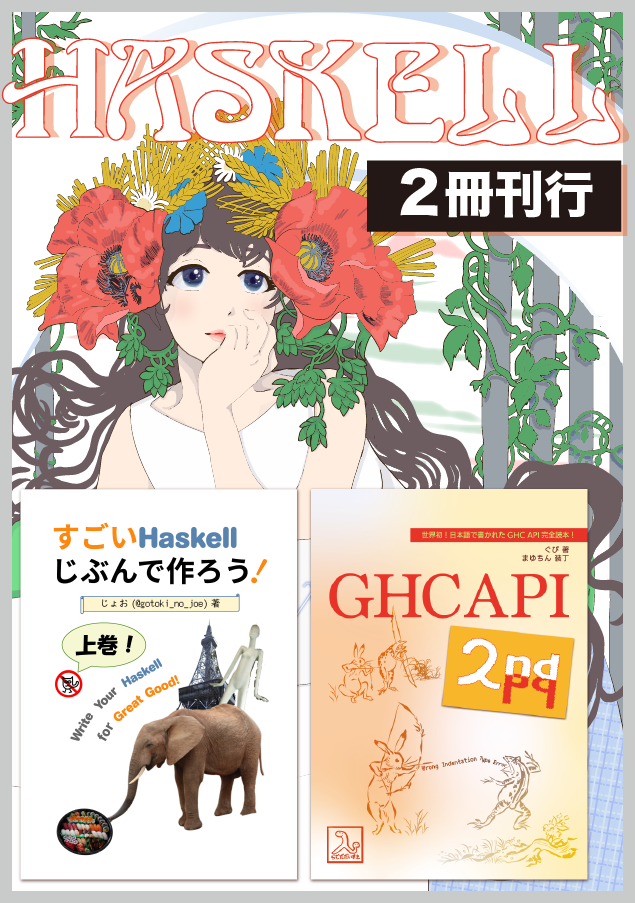 HASKELL
2冊刊行
すごいHaskell
じぶんで作ろう!
じょお (@gotoki_no_joe) 著
上巻!
Write Your Haskell
for Great Good!
世界初!日本語で書かれた GHC API 完全読本!
ぐぴ 著
まゆちん 装丁
GHCAPI
2nd
Wrong Indentation Type Error